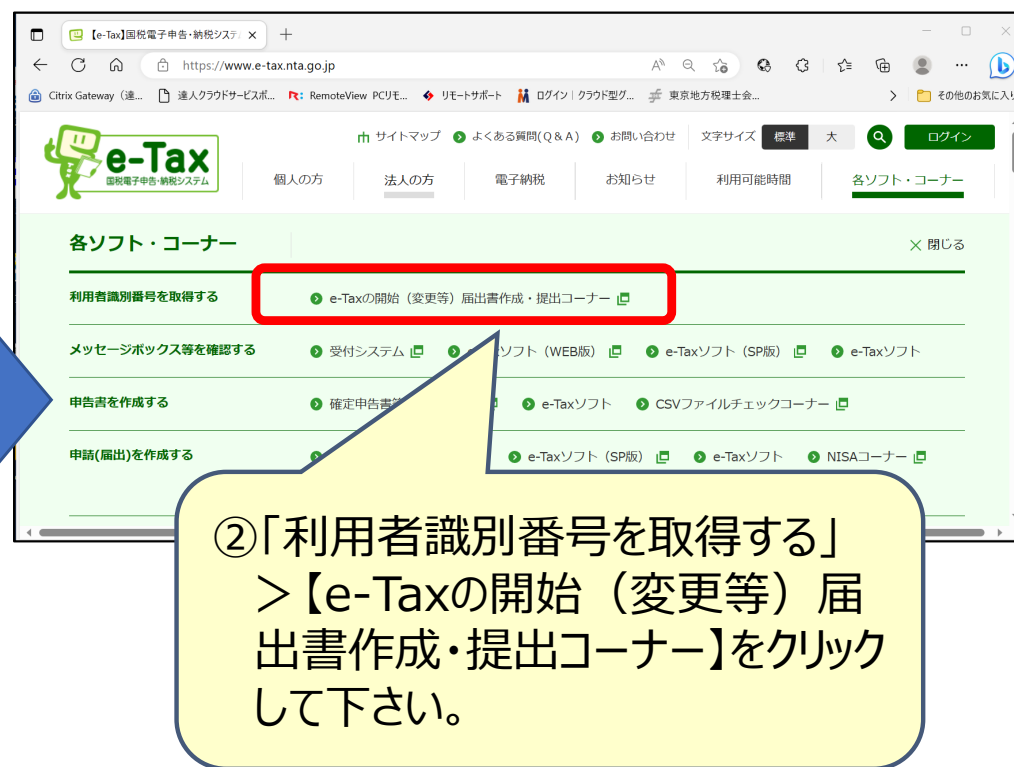 【e-Tax】国税電子申告・納税システ
https://www.e-tax.nta.go.jp
Citrix Gateway（達... 達人クラウドサービスポ... RemoteView PCリモ... リモートサポート ログイン | クラウド型グ... 東京地方税理士会... その他のお気に入り
サイトマップ よくある質問(Q＆A) お問い合わせ 文字サイズ 標準 大 ログイン
e-Tax
国税電子申告・納税システム
個人の方 法人の方 電子納税 お知らせ 利用可能時間 各ソフト・コーナー
各ソフト・コーナー 閉じる
利用者識別番号を取得する e-Taxの開始（変更等）届出書作成・提出コーナー
メッセージボックス等を確認する 受付システム ソフト（WEB版） e-Taxソフト（SP版） e-Taxソフト
申告書を作成する 確定申告書 e-Taxソフト CSVファイルチェックコーナー
申請(届出)を作成する e-Taxソフト（SP版） e-Taxソフト NISAコーナー
②「利用者識別番号を取得する」
＞【e-Taxの開始（変更等）届
出書作成・提出コーナー】をクリック
して下さい。